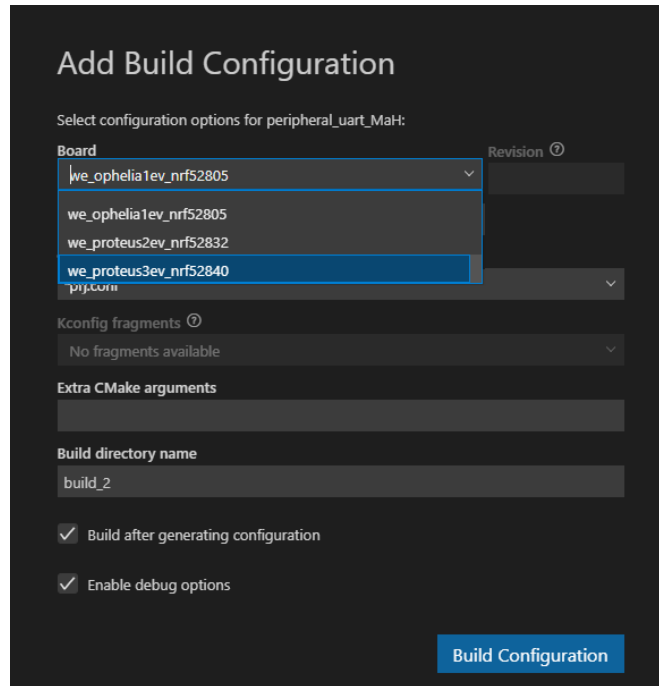 Add Build Configuration
Select configuration options for peripheral_uart_MaH:
Board
Revision
we_ophelia1ev_nrf52805
we_ophelia1ev_nrf52805
we_proteus2ev_nrf52832
we_proteus3ev_nrf52840
prj.conf
Kconfig fragments
No fragments available
Extra CMake arguments
Build directory name
build_2
Build after generating configuration
Enable debug options
Build Configuration